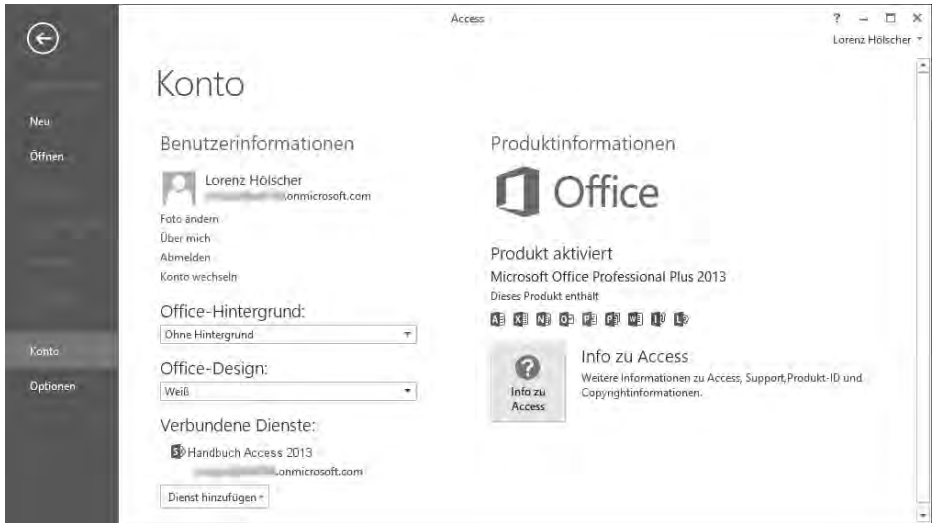 Access
? – □ ×
Lorenz Hölscher
Neu
Öffnen
Konto
Optionen
Konto
Benutzerinformationen
Lorenz Hölscher
.onmicrosoft.com
Foto ändern
Über mich
Abmelden
Konto wechseln
Office-Hintergrund:
Ohne Hintergrund
Office-Design:
Weiß
Verbundene Dienste:
Handbuch Access 2013
.onmicrosoft.com
Dienst hinzufügen
Produktinformationen
Office
Produkt aktiviert
Microsoft Office Professional Plus 2013
Dieses Produkt enthält
Info zu
Access
Info zu Access
Weitere Informationen zu Access, Support,Produkt-ID und
Copyrightinformationen.